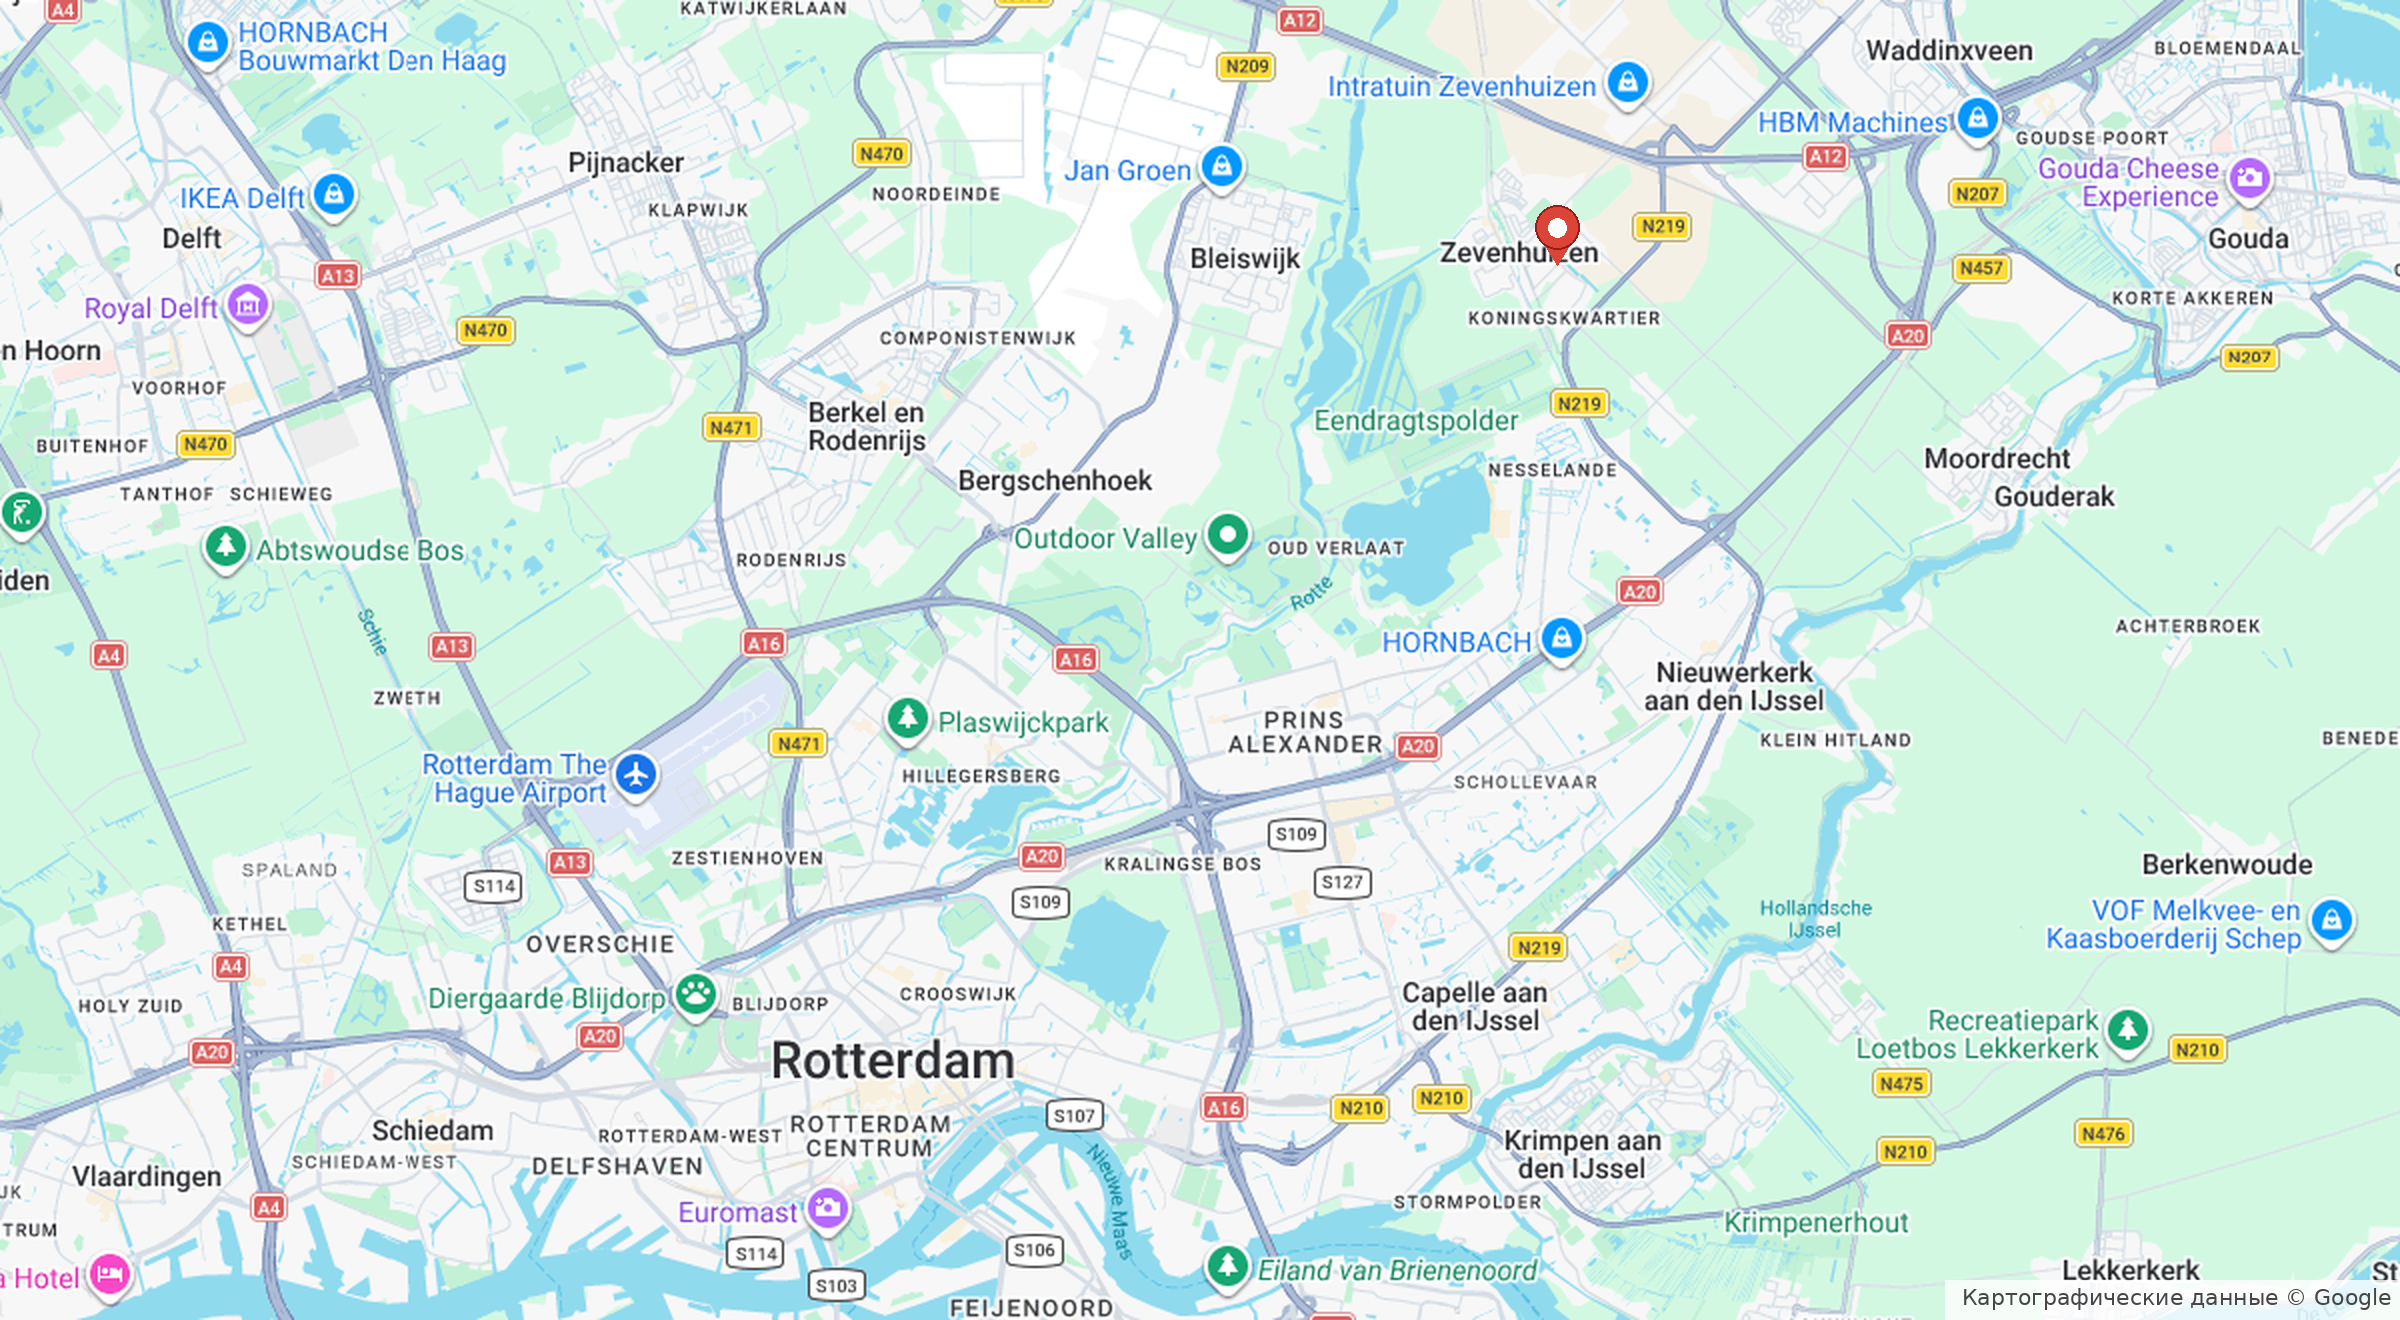 A4
HORNBACH
Bouwmarkt Den Haag
KATWIJKERLAAN
A12
N209
Waddinxveen
BLOEMENDAAL
Intratuin Zevenhuizen
HBM Machines
GOUDSE POORT
N470
Pijnacker
Jan Groen
A12
Gouda Cheese
Experience
IKEA Delft
NOORDEINDE
N207
KLAPWIJK
Delft
N219
Gouda
Bleiswijk
Zevenhuizen
A13
N457
Royal Delft
KORTE AKKEREN
N470
KONINGSKWARTIER
COMPONISTENWIJK
A20
n Hoorn
N207
VOORHOF
Berkel en
Rodenrijs
N219
N471
Eendragtspolder
BUITENHOF
N470
Moordrecht
NESSELANDE
Bergschenhoek
TANTHOF
SCHIEWEG
Gouderak
Outdoor Valley
OUD VERLAAT
Abtswoudse Bos
RODENRIJS
iden
Rotte
A20
Schie
ACHTERBROEK
A13
A16
HORNBACH
A4
A16
Nieuwerkerk
aan den IJssel
ZWETH
Plaswijckpark
PRINS
ALEXANDER
A20
N471
KLEIN HITLAND
BENEDE
Rotterdam The
Hague Airport
HILLEGERSBERG
SCHOLLEVAAR
S109
A13
ZESTIENHOVEN
A20
KRALINGSE BOS
Berkenwoude
SPALAND
S114
S127
S109
Hollandsche
IJssel
VOF Melkvee- en
Kaasboerderij Schep
KETHEL
OVERSCHIE
N219
A4
Diergaarde Blijdorp
BLIJDORP
CROOSWIJK
Capelle aan
den IJssel
HOLY ZUID
Recreatiepark
Loetbos Lekkerkerk
A20
A20
Rotterdam
N210
N475
N210
N210
A16
S107
Schiedam
ROTTERDAM-WEST
ROTTERDAM
CENTRUM
N476
Krimpen aan
den IJssel
N210
SCHIEDAM-WEST
DELFSHAVEN
Vlaardingen
JK
Nieuwe Maas
STORMPOLDER
A4
Euromast
Krimpenerhout
TRUM
S114
S106
a Hotel
S103
Eiland van Brienenoord
Lekkerkerk
St
FEIJENOORD
Картографические данные © Google